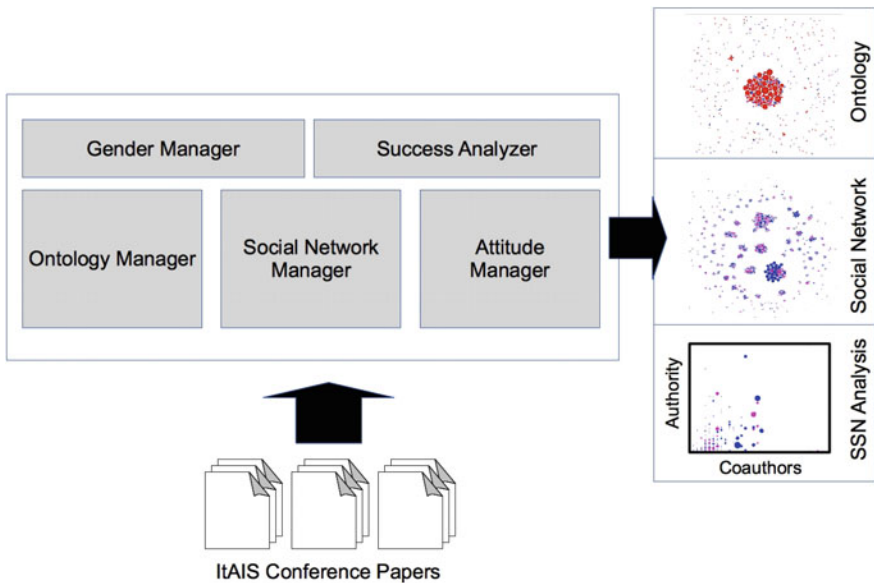 Gender Manager
Success Analyzer
Ontology Manager
Social Network
Manager
Attitude
Manager
ItAIS Conference Papers
Ontology
Social Network
SSN Analysis
Authority
Coauthors